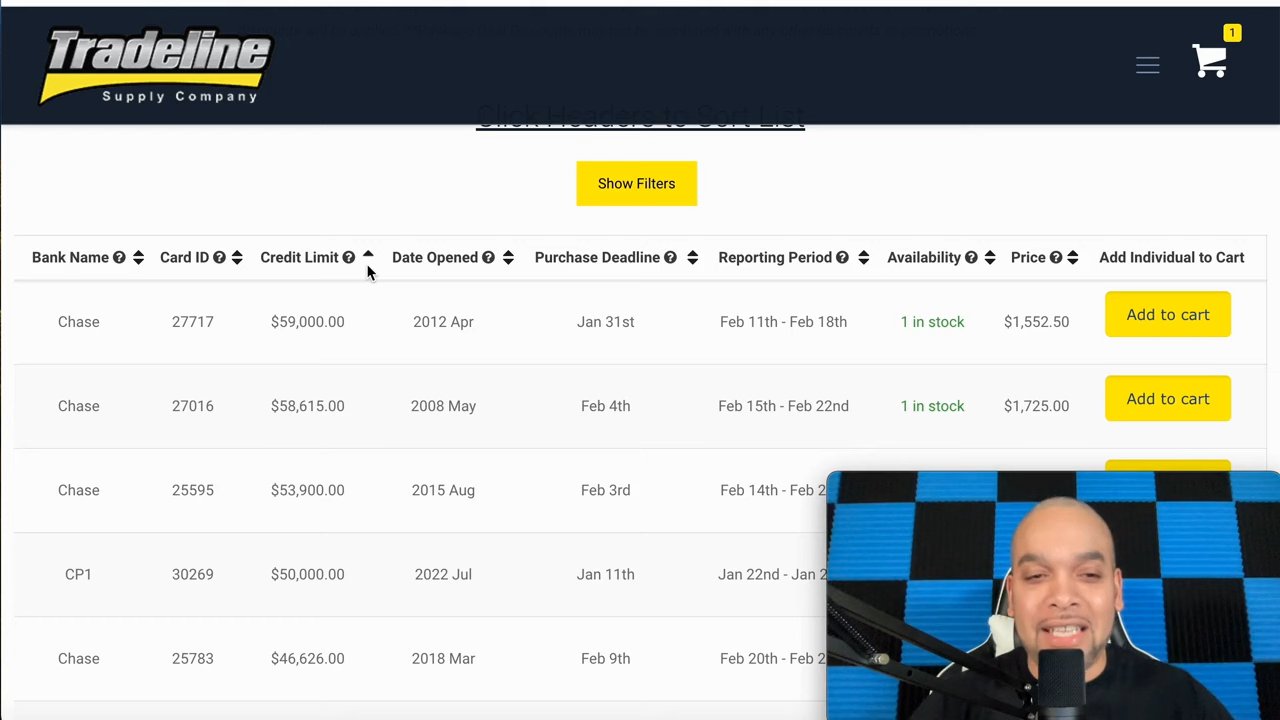 Tradeline
Supply Company
1
Click Headers to Sort List
Show Filters
Bank Name Card ID Credit Limit Date Opened Purchase Deadline Reporting Period Availability Price Add Individual to Cart
Chase 27717 $59,000.00 2012 Apr Jan 31st Feb 11th - Feb 18th 1 in stock $1,552.50 Add to cart
Chase 27016 $58,615.00 2008 May Feb 4th Feb 15th - Feb 22nd 1 in stock $1,725.00 Add to cart
Chase 25595 $53,900.00 2015 Aug Feb 3rd Feb 14th - Feb 2
CP1 30269 $50,000.00 2022 Jul Jan 11th Jan 22nd - Jan 2
Chase 25783 $46,626.00 2018 Mar Feb 9th Feb 20th - Feb 2